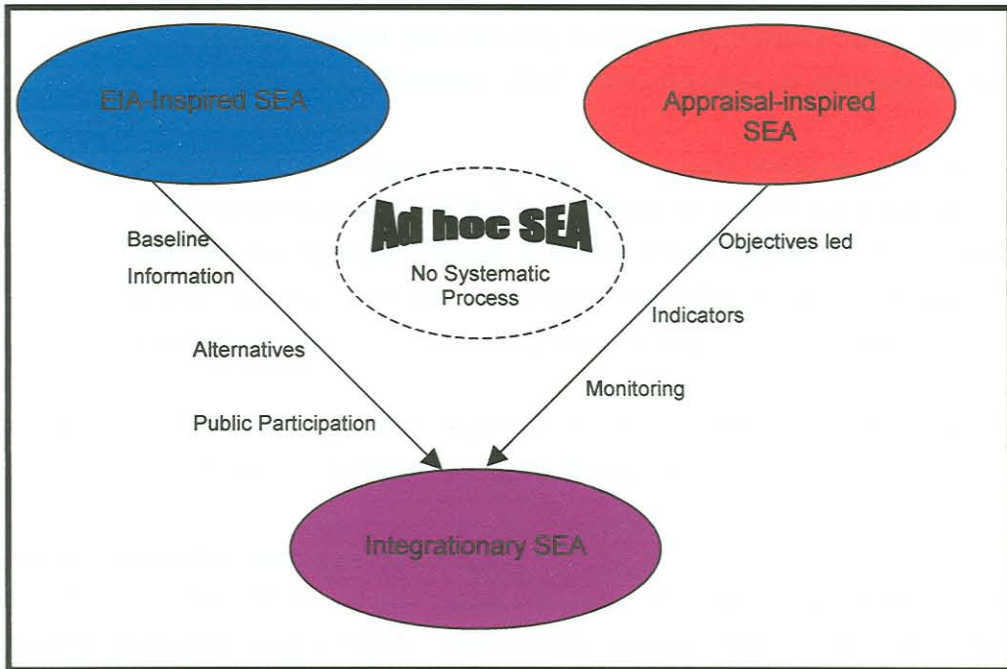 EIA-Inspired SEA
Appraisal-inspired
SEA
Ad hoc SEA
No Systematic
Process
Baseline
Information
Alternatives
Public Participation
Objectives led
Indicators
Monitoring
Integrationary SEA